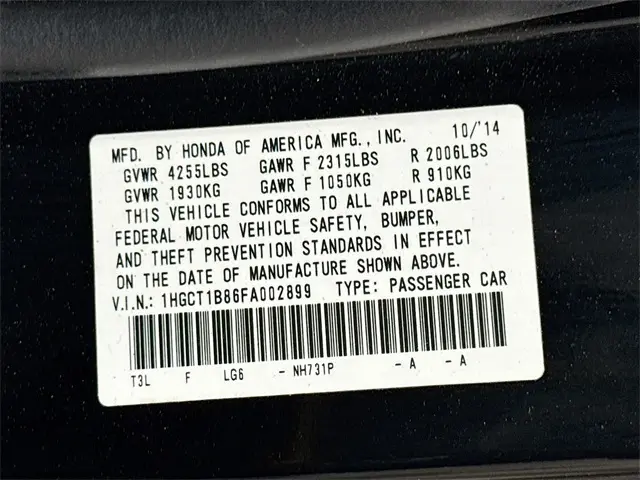 MFD. BY HONDA OF AMERICA MFG., INC. 10/'14
GVWR 4255LBS GAWR F 2315LBS R 2006LBS
GVWR 1930KG GAWR F 1050KG R 910KG
THIS VEHICLE CONFORMS TO ALL APPLICABLE
FEDERAL MOTOR VEHICLE SAFETY, BUMPER,
AND THEFT PREVENTION STANDARDS IN EFFECT
ON THE DATE OF MANUFACTURE SHOWN ABOVE.
V.I.N.: 1HGCT1B86FA002899 TYPE: PASSENGER CAR
T3L F LG6 - NH731P - A - A